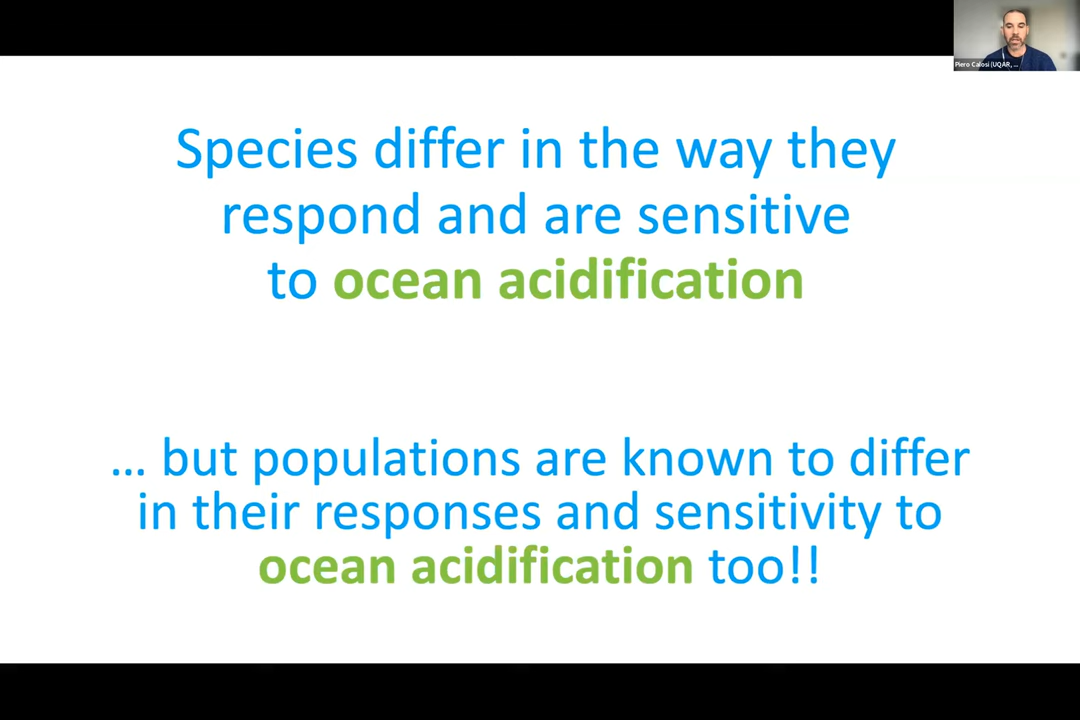 Piero Calosi (UQAR, ...
Species differ in the way they
respond and are sensitive
to ocean acidification
... but populations are known to differ
in their responses and sensitivity to
ocean acidification too!!